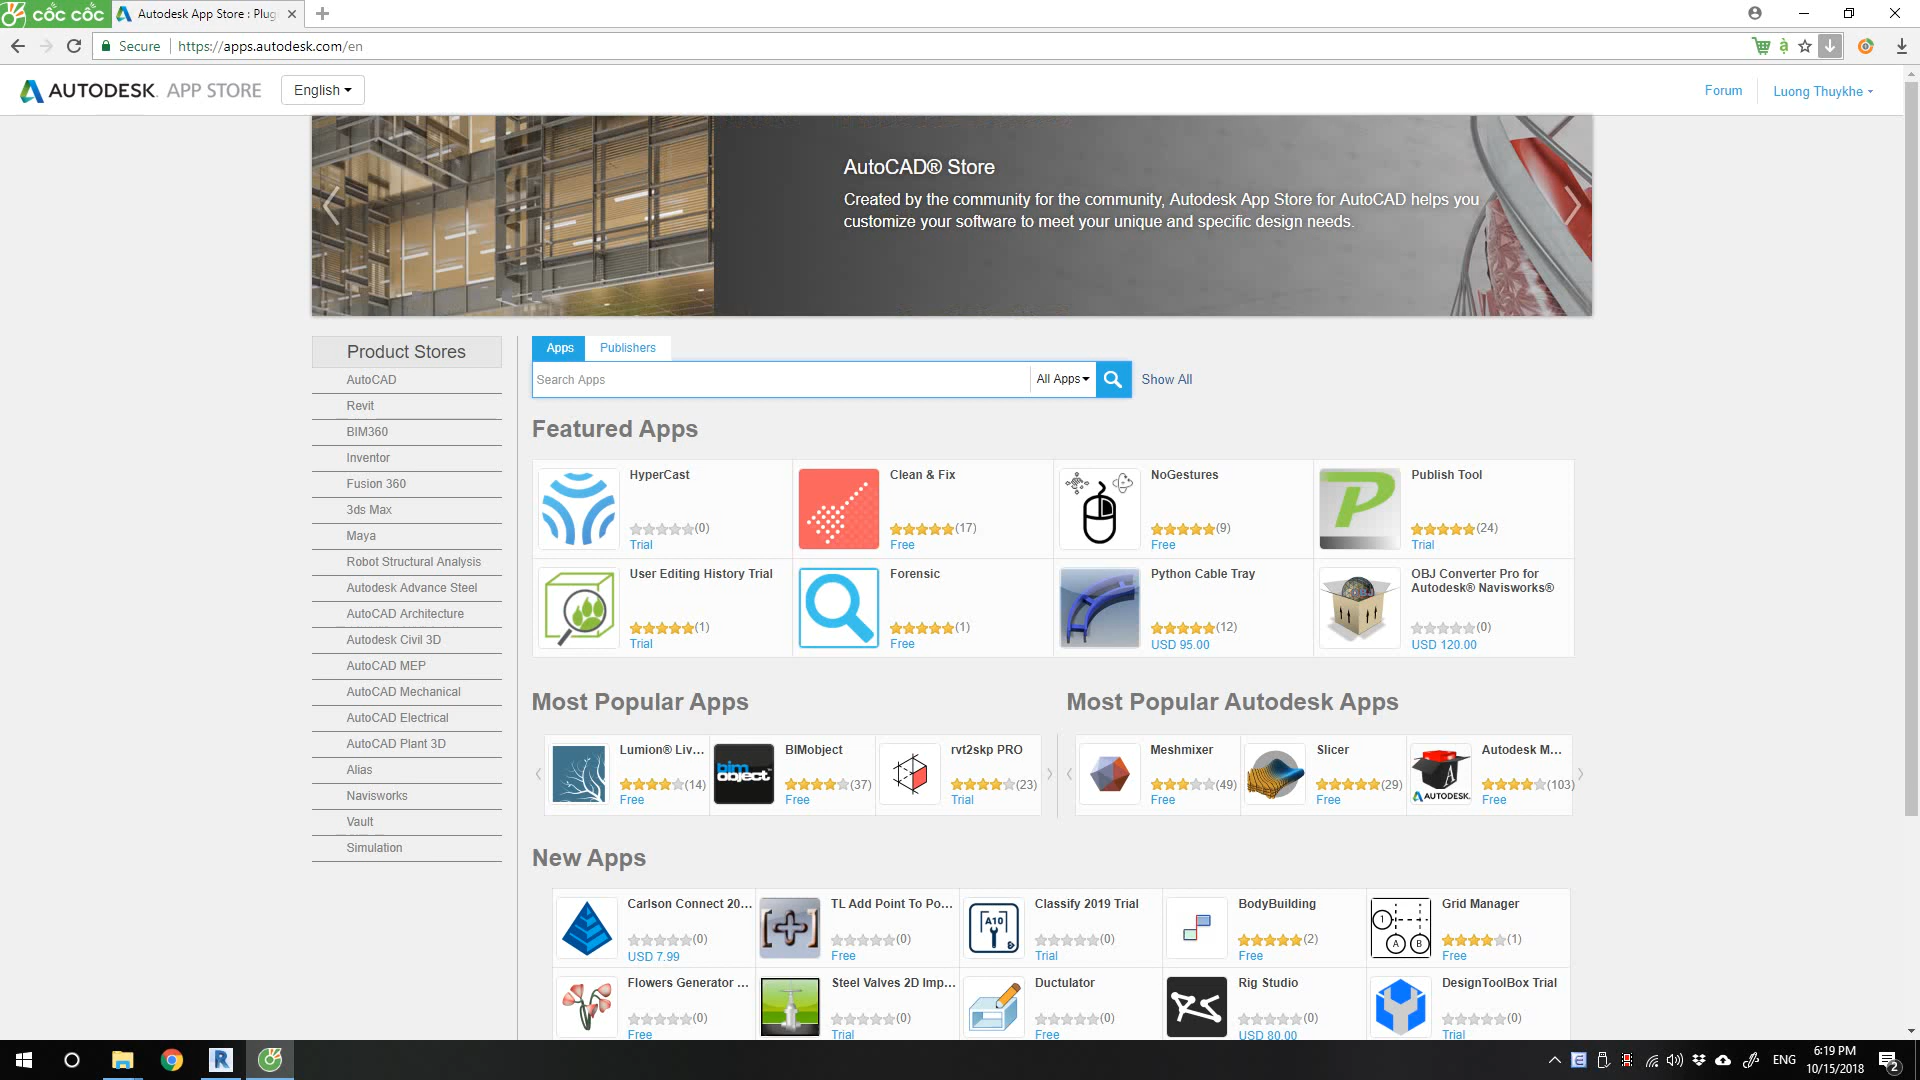 cốc cốc
Autodesk App Store : Plug
Secure
https://apps.autodesk.com/en
AUTODESK. APP STORE
English
Forum
Luong Thuykhe
AutoCAD® Store
Created by the community for the community, Autodesk App Store for AutoCAD helps you
customize your software to meet your unique and specific design needs.
Product Stores
AutoCAD
Revit
BIM360
Inventor
Fusion 360
3ds Max
Maya
Robot Structural Analysis
Autodesk Advance Steel
AutoCAD Architecture
Autodesk Civil 3D
AutoCAD MEP
AutoCAD Mechanical
AutoCAD Electrical
AutoCAD Plant 3D
Alias
Navisworks
Vault
Simulation
Apps
Publishers
Search Apps
All Apps
Show All
Featured Apps
HyperCast
(0)
Trial
Clean & Fix
(17)
Free
NoGestures
(9)
Free
P
Publish Tool
(24)
Trial
User Editing History Trial
(1)
Trial
Forensic
(1)
Free
Python Cable Tray
(12)
USD 95.00
OBJ Converter Pro for
Autodesk® Navisworks®
(0)
USD 120.00
Most Popular Apps
Lumion® Liv...
(14)
Free
bim
object
BIMobject
(37)
Free
rvt2skp PRO
(23)
Trial
Most Popular Autodesk Apps
Meshmixer
(49)
Free
Slicer
(29)
Free
A
AUTODESK.
Autodesk M...
(103)
Free
New Apps
Carlson Connect 20...
(0)
USD 7.99
TL Add Point To Po...
(0)
Free
A10
Classify 2019 Trial
(0)
Trial
BodyBuilding
(2)
Free
1
A B
Grid Manager
(1)
Free
Flowers Generator ...
(0)
Free
Steel Valves 2D Imp...
(0)
Trial
Ductulator
(0)
Free
RS
Rig Studio
(0)
USD 80.00
DesignToolBox Trial
(0)
Trial
R
E
ENG
6:19 PM
10/15/2018
2